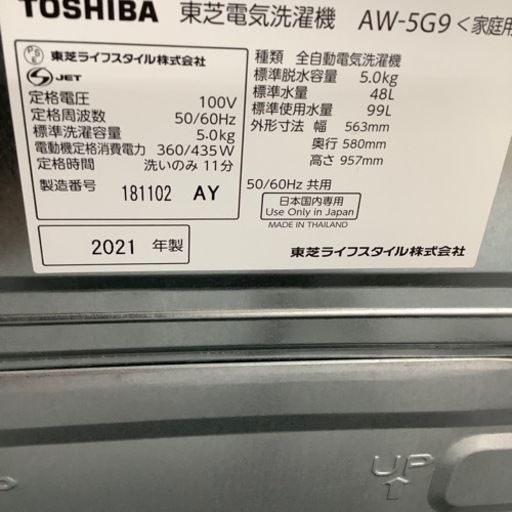 TOSHIBA 東芝電気洗濯機 AW-5G9<家庭用
PS E 東芝ライフスタイル株式会社
S JET
定格電圧 100V
定格周波数 50/60Hz
標準洗濯容量 5.0kg
電動機定格消費電力 360/435W
定格時間 洗いのみ 11分
製造番号 181102 AY
2021 年製
種類 全自動電気洗濯機
標準脱水容量 5.0kg
標準水量 48L
標準使用水量 99L
外形寸法 幅 563mm
奥行 580mm
高さ 957mm
50/60Hz 共用
日本国内専用
Use Only in Japan
MADE IN THAILAND
東芝ライフスタイル株式会社
UP
P